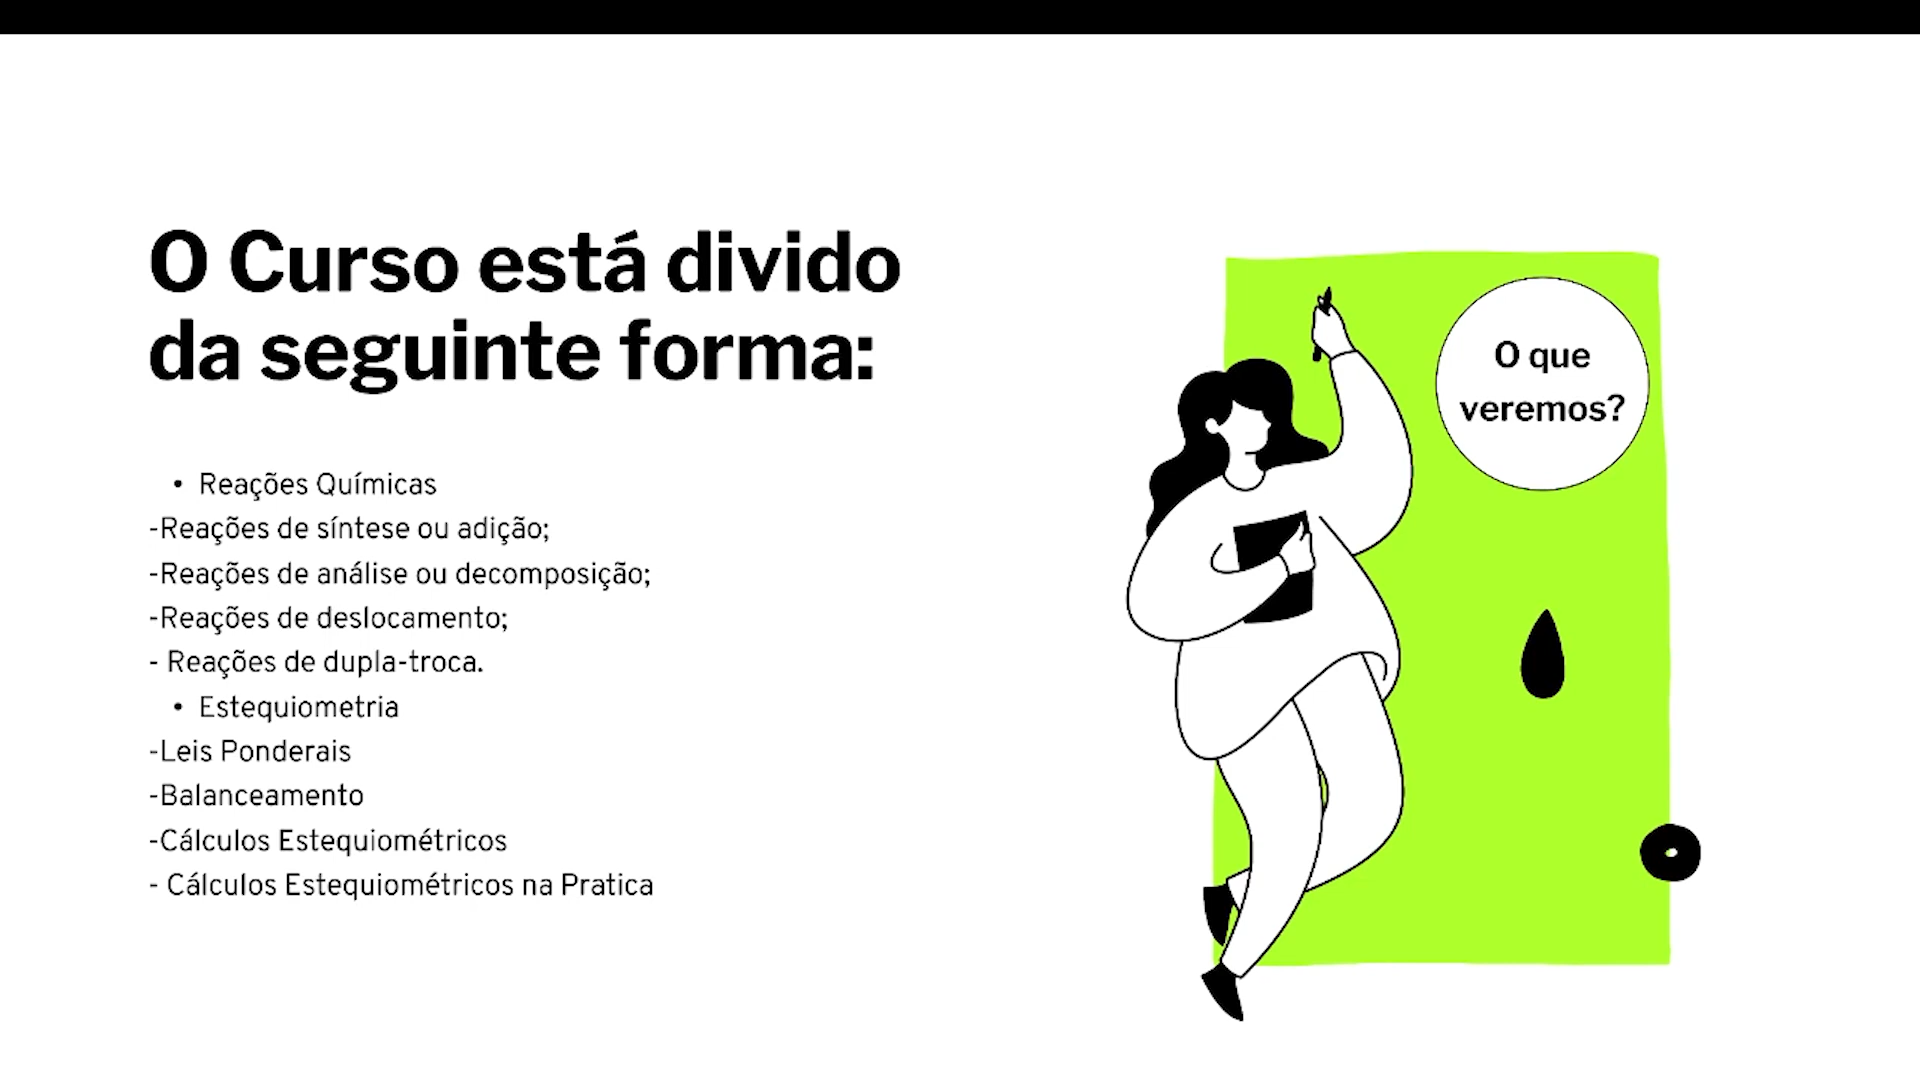 O Curso está divido
da seguinte forma:
• Reações Químicas
-Reações de síntese ou adição;
-Reações de análise ou decomposição;
-Reações de deslocamento;
- Reações de dupla-troca.
• Estequiometria
-Leis Ponderais
-Balanceamento
-Cálculos Estequiométricos
- Cálculos Estequiométricos na Pratica
O que
veremos?